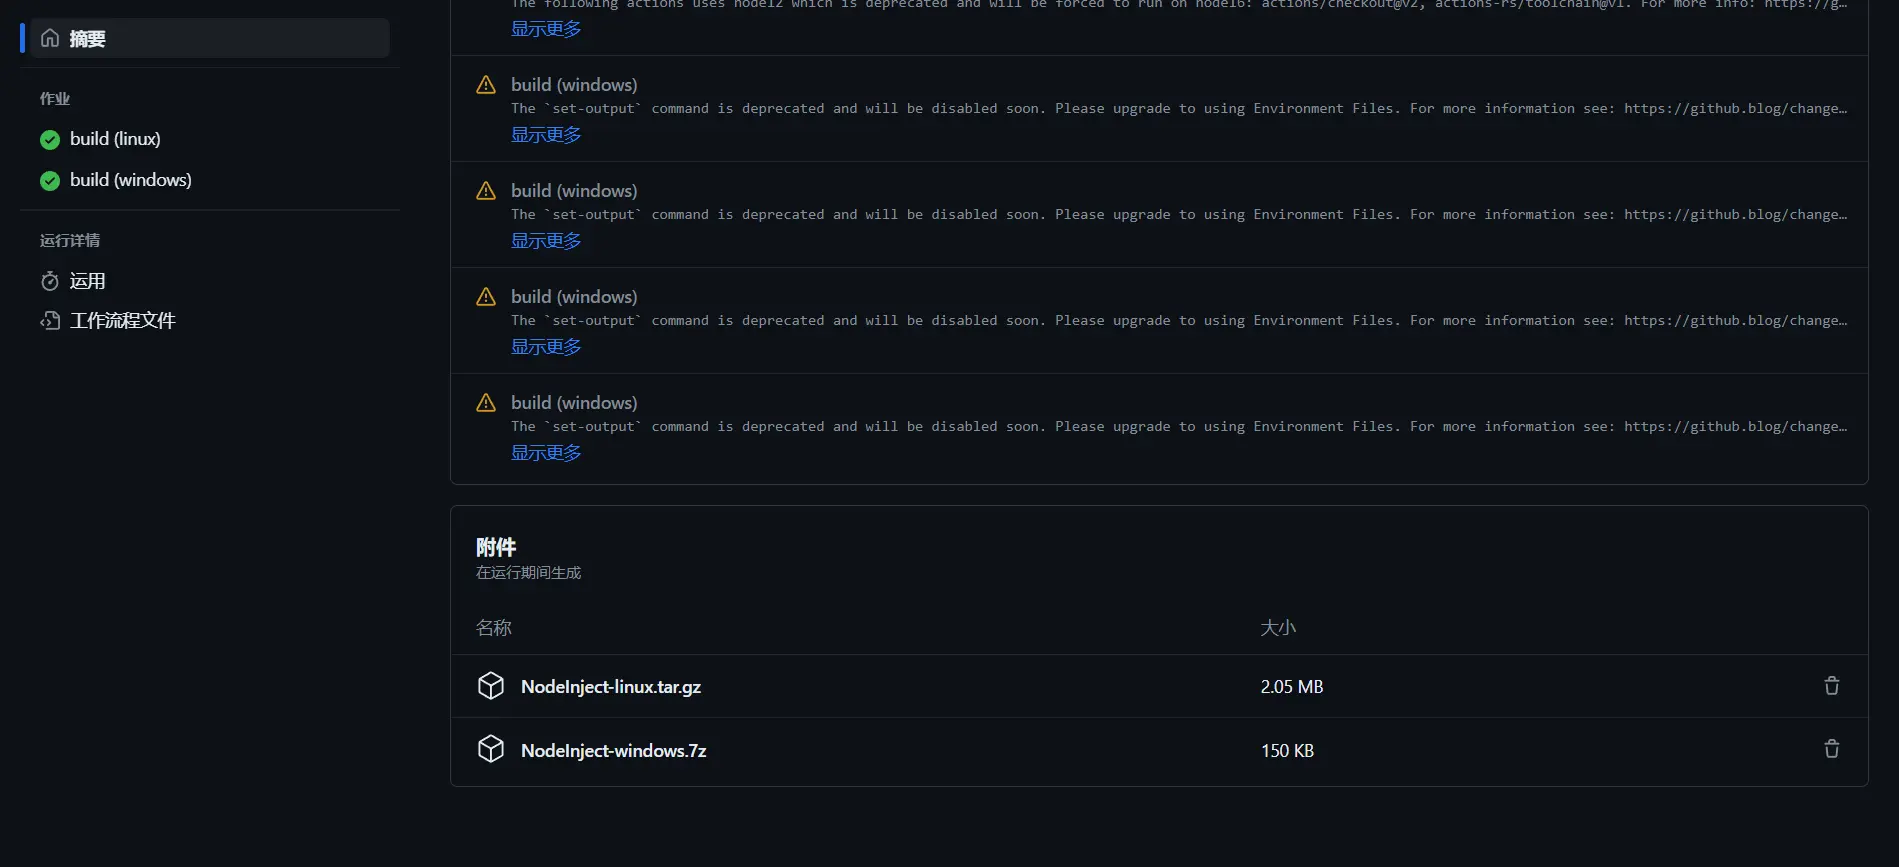 摘要
作业
build (linux)
build (windows)
运行详情
运用
工作流程文件
The following actions uses node12 which is deprecated and will be forced to run on node16: actions/checkout@v2, actions-rs/toolchain@v1. For more info: https://g…
显示更多
build (windows)
The `set-output` command is deprecated and will be disabled soon. Please upgrade to using Environment Files. For more information see: https://github.blog/change…
显示更多
build (windows)
The `set-output` command is deprecated and will be disabled soon. Please upgrade to using Environment Files. For more information see: https://github.blog/change…
显示更多
build (windows)
The `set-output` command is deprecated and will be disabled soon. Please upgrade to using Environment Files. For more information see: https://github.blog/change…
显示更多
build (windows)
The `set-output` command is deprecated and will be disabled soon. Please upgrade to using Environment Files. For more information see: https://github.blog/change…
显示更多
附件
在运行期间生成
名称 大小
NodeInject-linux.tar.gz 2.05 MB
NodeInject-windows.7z 150 KB